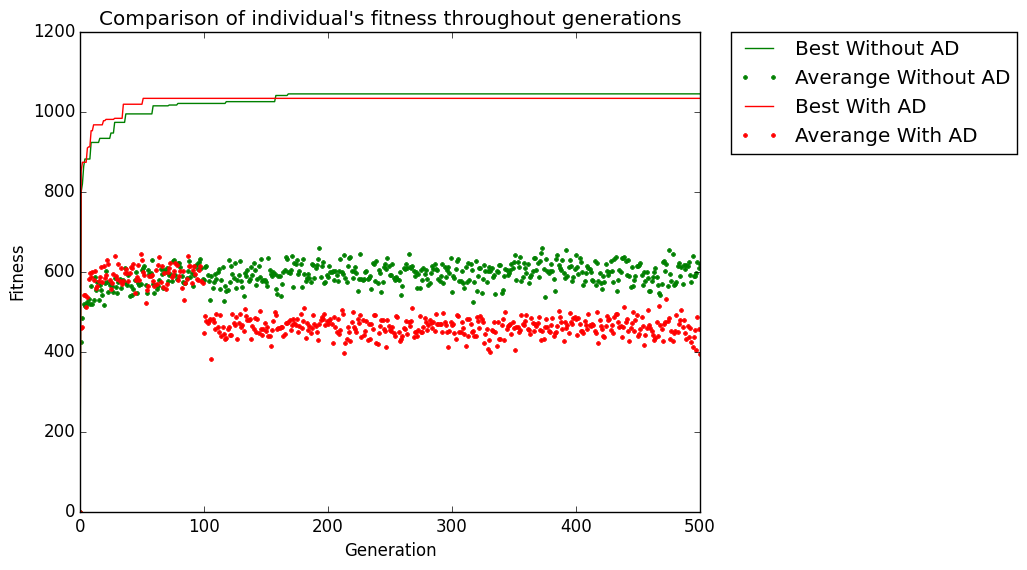 Comparison of individual's fitness throughout generations
1200
1000
800
600
400
200
0
Fitness
0 100 200 300 400 500
Generation
Best Without AD
Averange Without AD
Best With AD
Averange With AD